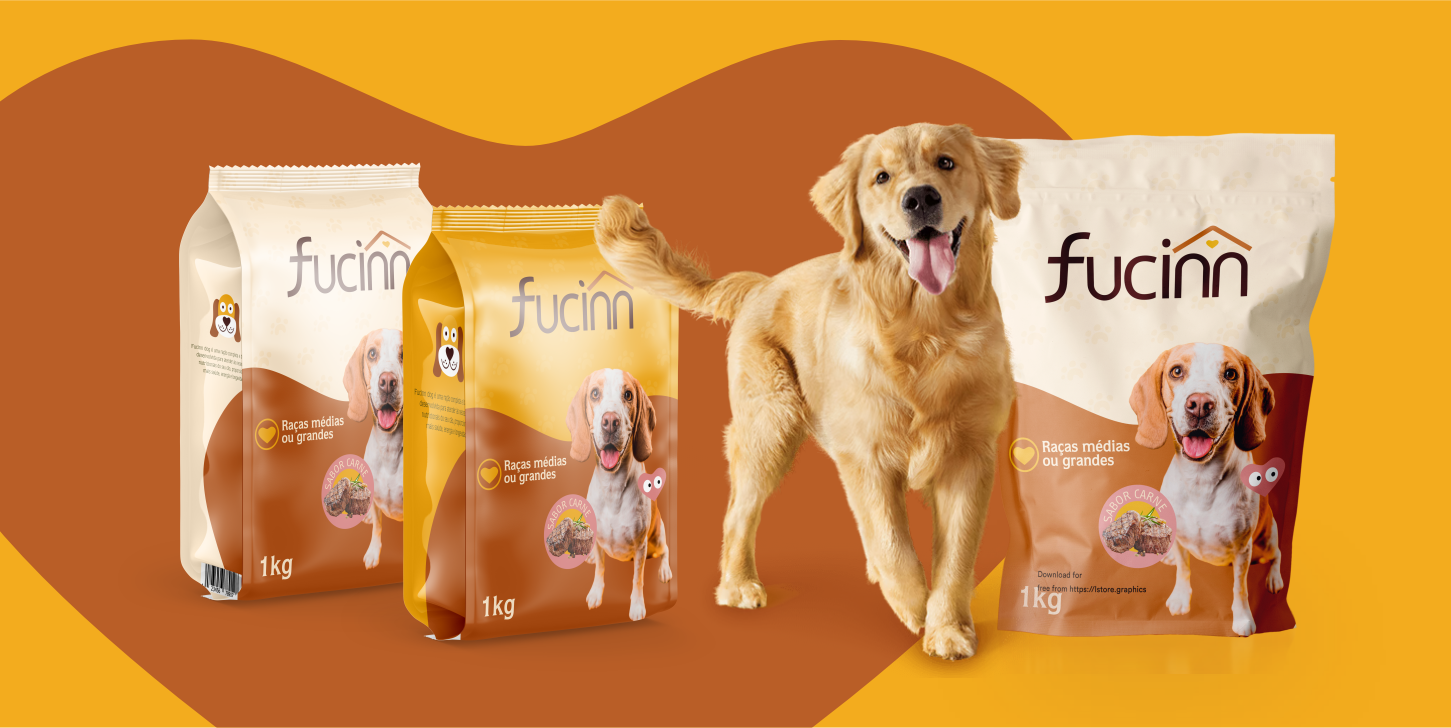 fucinn
Raças médias
ou grandes
SABOR CARNE
1kg
fucinn
Raças médias
ou grandes
SABOR CARNE
1kg
fucinn
Raças médias
ou grandes
SABOR CARNE
Download for
free from https://lstore.graphics
1kg